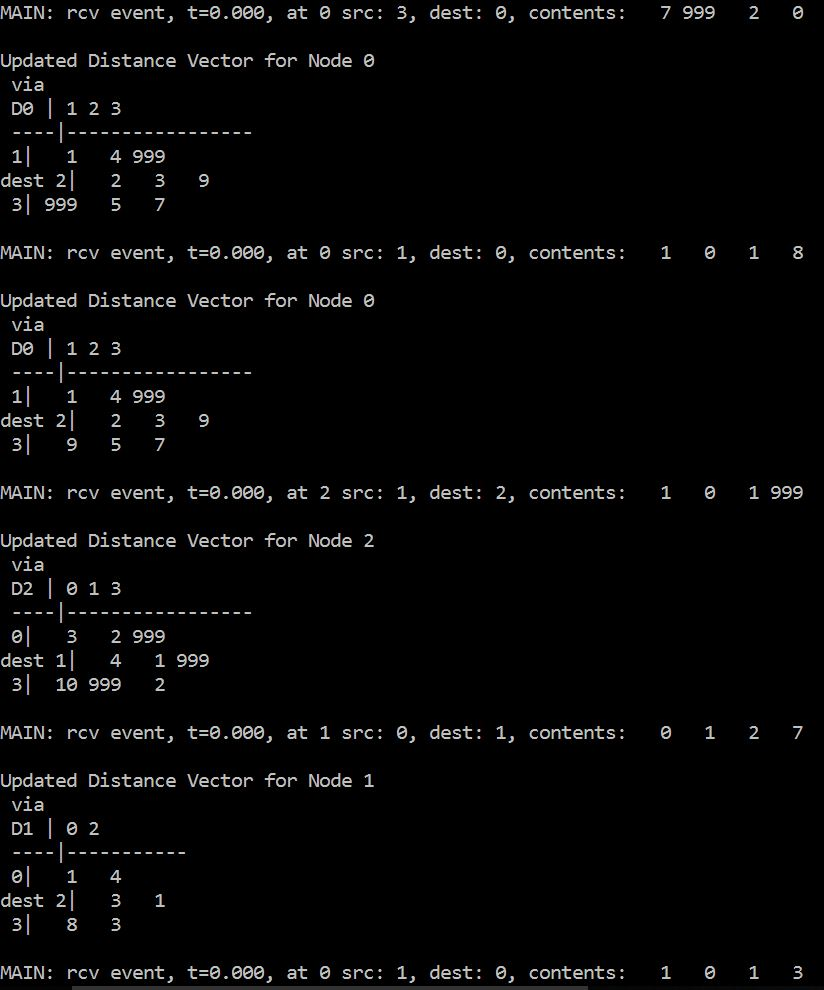 MAIN: rcv event, t=0.000, at 0 src: 3, dest: 0, contents:   7 999   2   0
Updated Distance Vector for Node 0
 via
 D0 | 1 2 3
 ----|-----------------
 1|   1   4 999
dest 2|   2   3   9
 3| 999   5   7
MAIN: rcv event, t=0.000, at 0 src: 1, dest: 0, contents:   1   0   1   8
Updated Distance Vector for Node 0
 via
 D0 | 1 2 3
 ----|-----------------
 1|   1   4 999
dest 2|   2   3   9
 3|   9   5   7
MAIN: rcv event, t=0.000, at 2 src: 1, dest: 2, contents:   1   0   1 999
Updated Distance Vector for Node 2
 via
 D2 | 0 1 3
 ----|-----------------
 0|   3   2 999
dest 1|   4   1 999
 3|  10 999   2
MAIN: rcv event, t=0.000, at 1 src: 0, dest: 1, contents:   0   1   2   7
Updated Distance Vector for Node 1
 via
 D1 | 0 2
 ----|-----------
 0|   1   4
dest 2|   3   1
 3|   8   3
MAIN: rcv event, t=0.000, at 0 src: 1, dest: 0, contents:   1   0   1   3